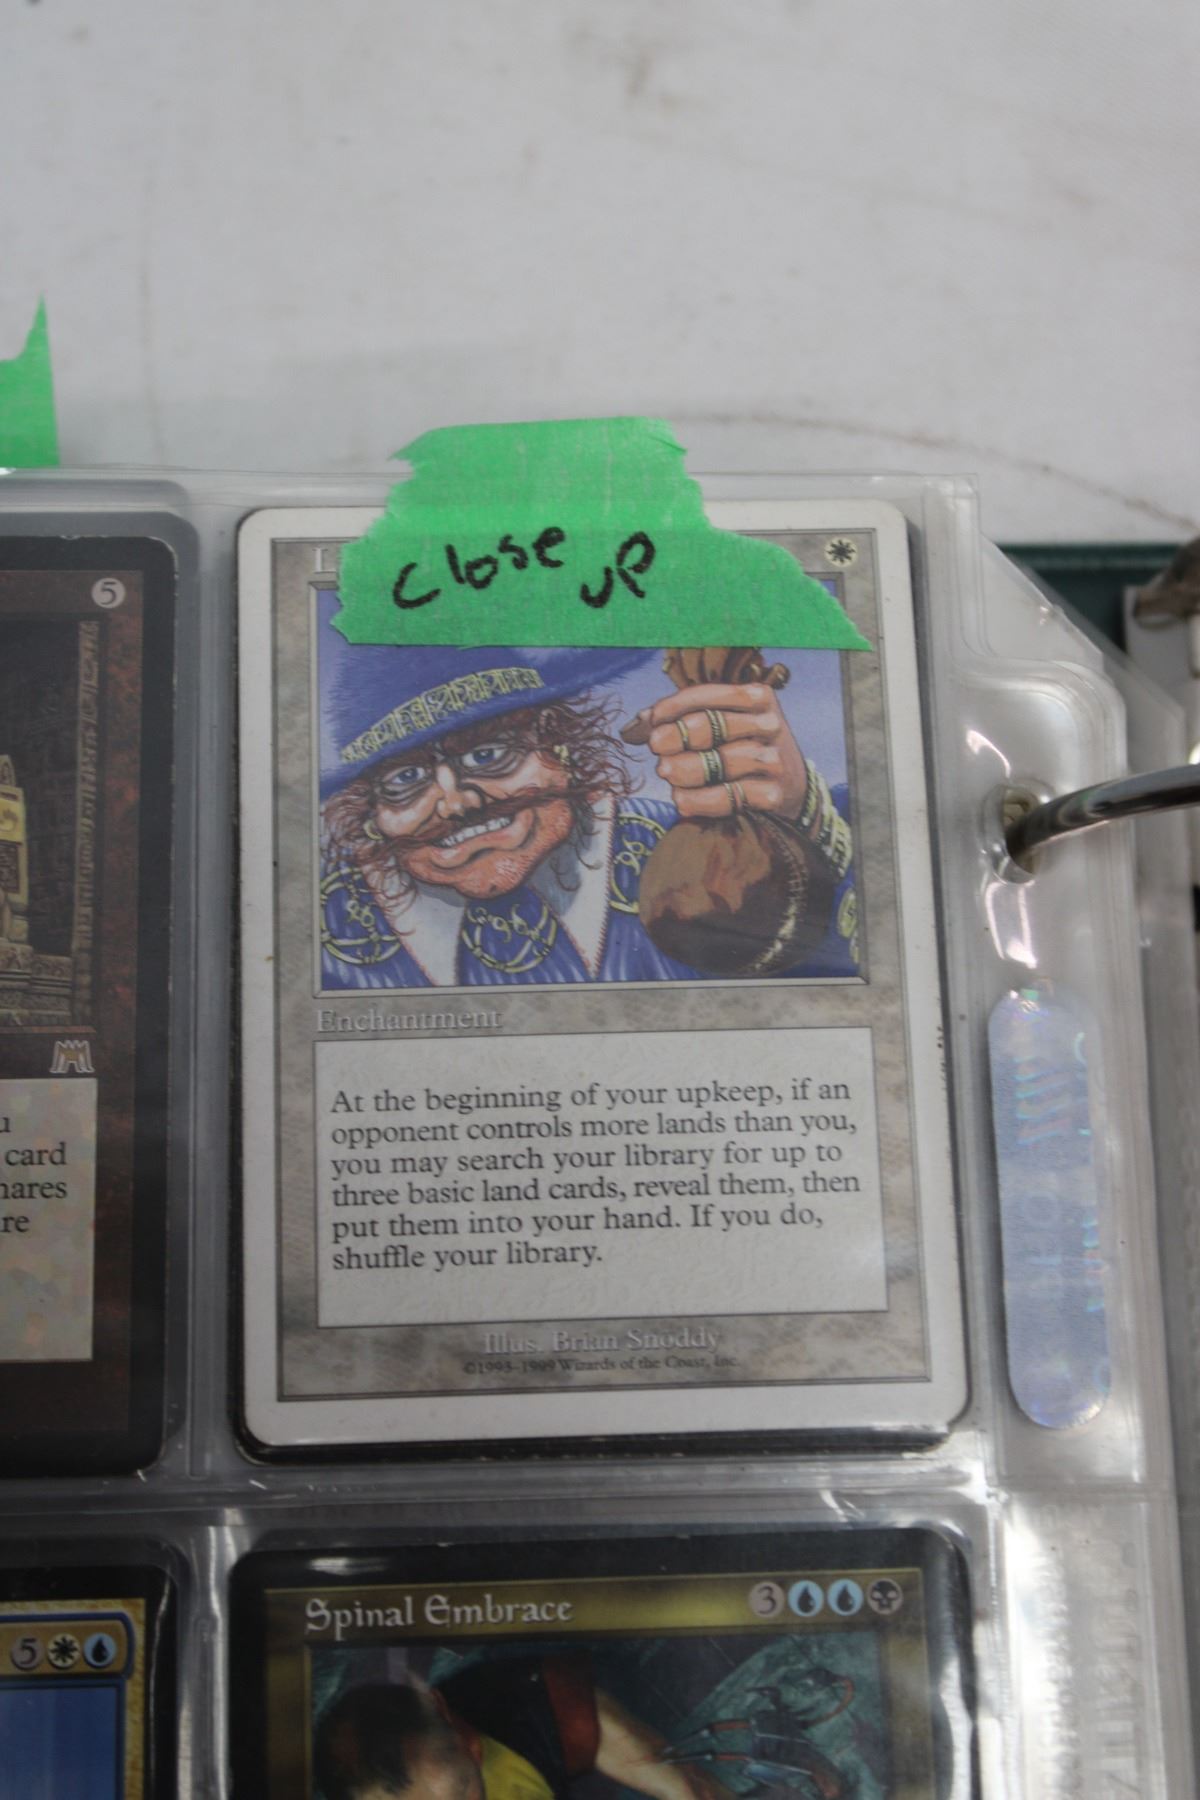 close up
5
Enchantment
At the beginning of your upkeep, if an
opponent controls more lands than you,
you may search your library for up to
three basic land cards, reveal them, then
put them into your hand. If you do,
shuffle your library.
Illus. Brian Snoddy
©1993–1999 Wizards of the Coast, Inc.
card
re
Spinal Embrace
3
5